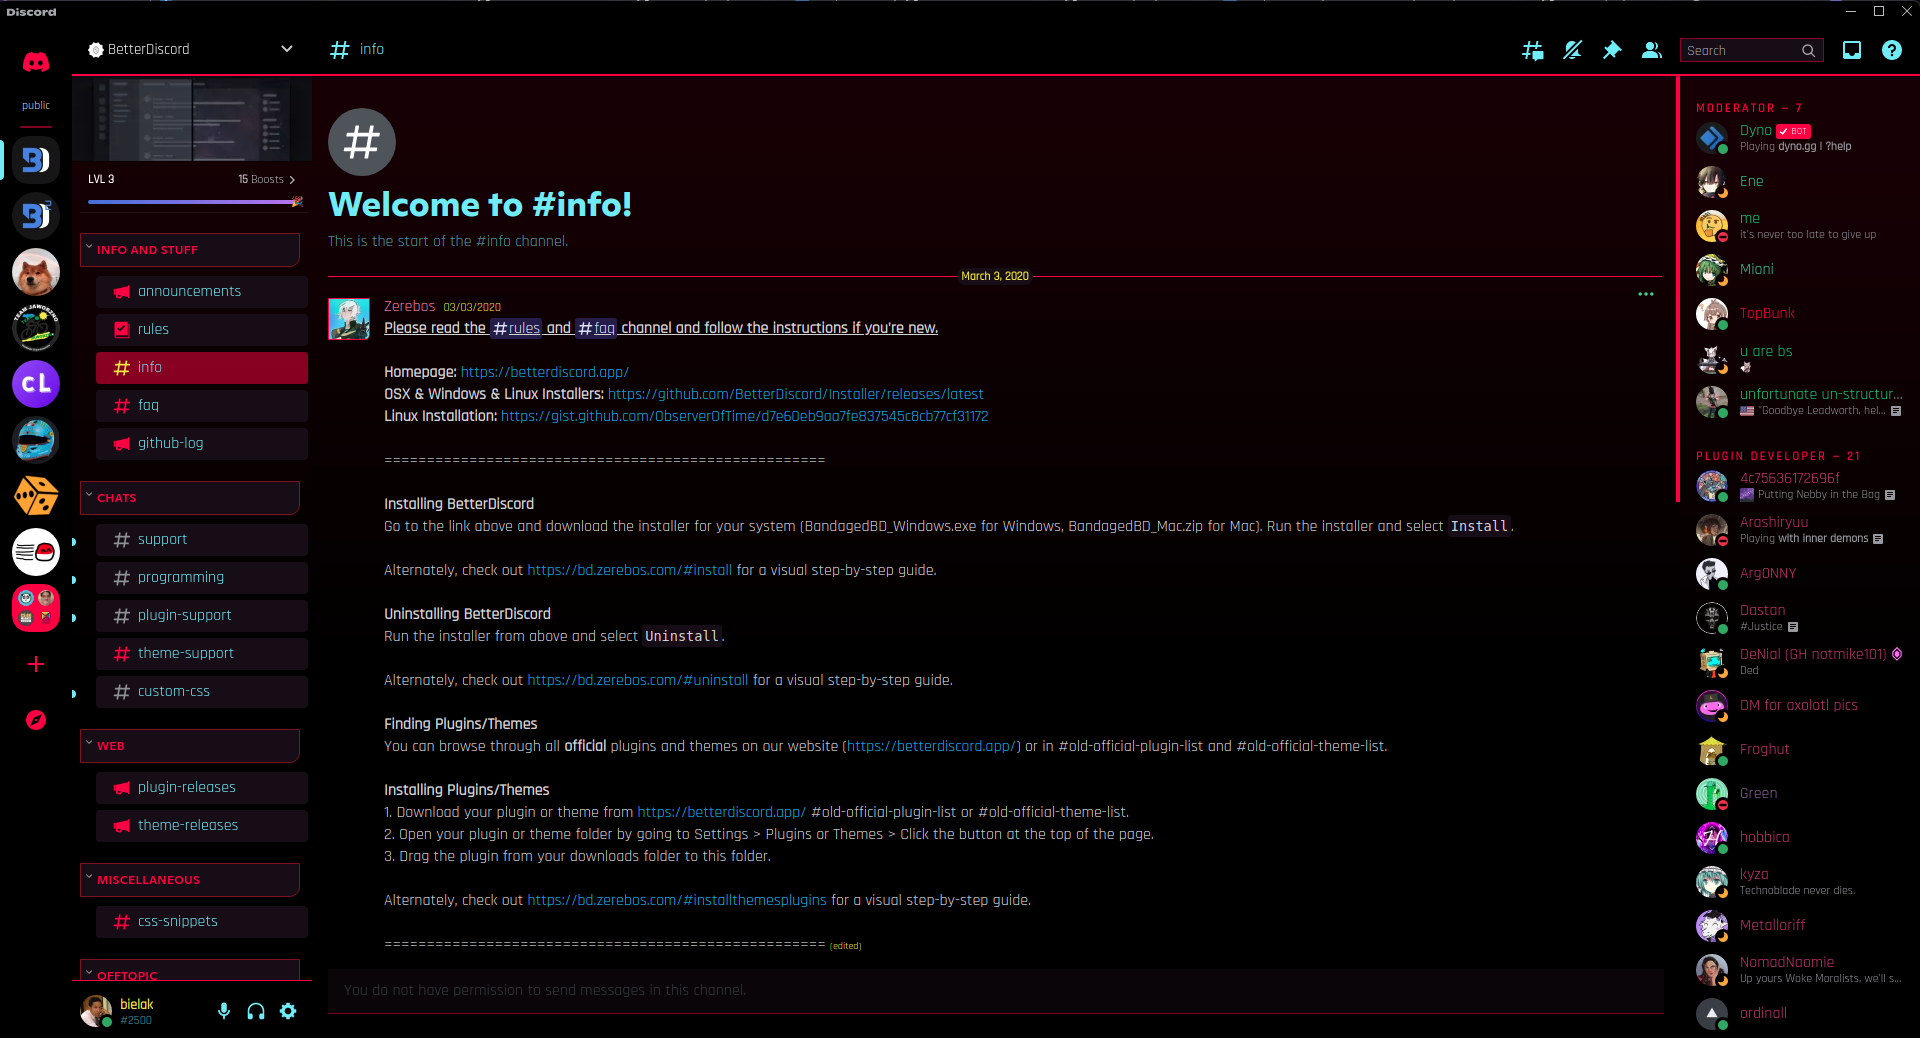 Discord
public
BetterDiscord
LVL 3
15 Boosts
INFO AND STUFF
announcements
rules
info
faq
github-log
CHATS
support
programming
plugin-support
theme-support
custom-css
WEB
plugin-releases
theme-releases
MISCELLANEOUS
css-snippets
OFFTOPIC
bielak
#2500
info
Search
Welcome to #info!
This is the start of the #info channel.
March 3, 2020
Zerebos 03/03/2020
Please read the #rules and #faq channel and follow the instructions if you're new.
Homepage: https://betterdiscord.app/
OSX & Windows & Linux Installers: https://github.com/BetterDiscord/Installer/releases/latest
Linux Installation: https://gist.github.com/ObserverOfTime/d7e60eb9aa7fe837545c8cb77cf31172
====================================================
Installing BetterDiscord
Go to the link above and download the installer for your system (BandagedBD_Windows.exe for Windows, BandagedBD_Mac.zip for Mac). Run the installer and select Install.
Alternately, check out https://bd.zerebos.com/#install for a visual step-by-step guide.
Uninstalling BetterDiscord
Run the installer from above and select Uninstall.
Alternately, check out https://bd.zerebos.com/#uninstall for a visual step-by-step guide.
Finding Plugins/Themes
You can browse through all official plugins and themes on our website (https://betterdiscord.app/) or in #old-official-plugin-list and #old-official-theme-list.
Installing Plugins/Themes
1. Download your plugin or theme from https://betterdiscord.app/ #old-official-plugin-list or #old-official-theme-list.
2. Open your plugin or theme folder by going to Settings > Plugins or Themes > Click the button at the top of the page.
3. Drag the plugin from your downloads folder to this folder.
Alternately, check out https://bd.zerebos.com/#installthemesplugins for a visual step-by-step guide.
==================================================== (edited)
You do not have permission to send messages in this channel.
MODERATOR — 7
Dyno BOT
Playing dyno.gg | ?help
Ene
me
it's never too late to give up
Mioni
TopBunk
u are bs
unfortunate un-structur...
"Goodbye Leadworth, hel...
PLUGIN DEVELOPER — 21
4c75636172696f
Putting Nebby in the Bag
Arashiryuu
Playing with inner demons
Arg0NNY
Dastan
#Justice
DeNial (GH notmike101)
Ded
DM for axolotl pics
Froghut
Green
hobbica
kyza
Technoblade never dies.
Metalloriff
NomadNaomie
Up yours Woke Moralists, we'll s...
ordinall
CL